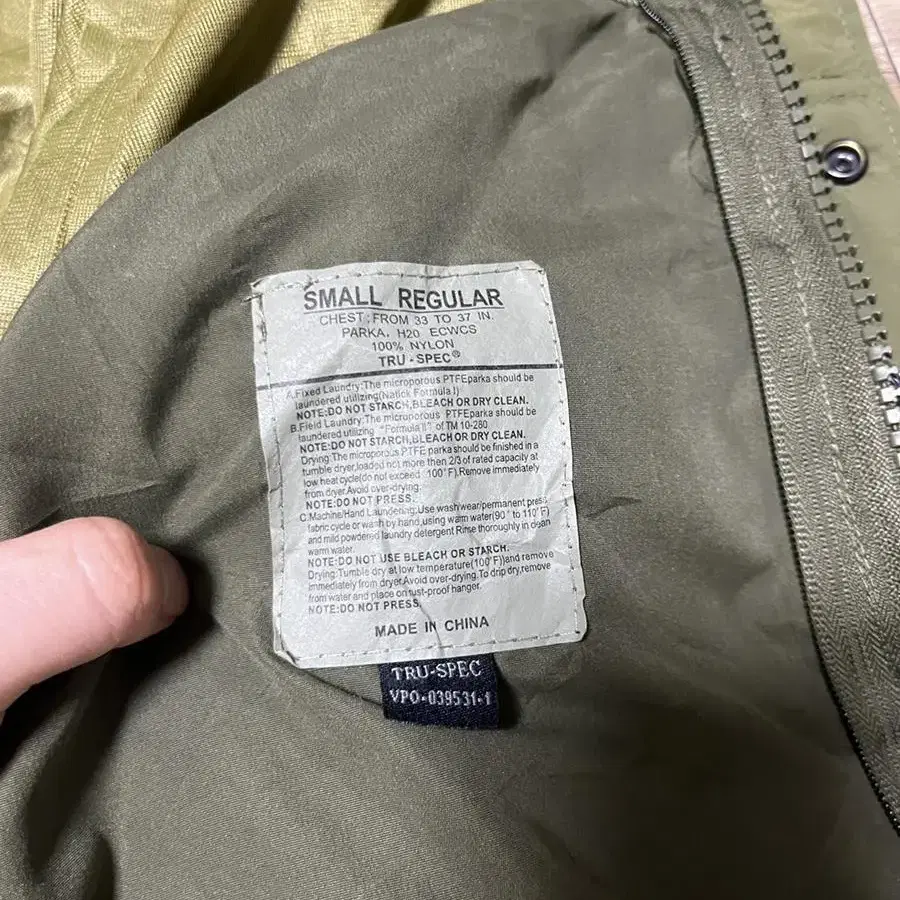 SMALL REGULAR
CHEST: FROM 33 TO 37 IN.
PARKA. H20 ECWCS
100% NYLON
TRU-SPEC®
A.Fixed Laundry:The microporous PTFEparka should be
laundered utilizing(Natick Formula I)
NOTE:DO NOT STARCH,BLEACH OR DRY CLEAN.
B.Field Laundry:The microporous PTFEparka should be
laundered utilizing "Formula II" of TM 10-280
NOTE:DO NOT STARCH,BLEACH OR DRY CLEAN.
Drying:The microporous PTFE parka should be finished in a
tumble dryer,loaded not more then 2/3 of rated capacity at
low heat cycle(do not exceed 100°F).Remove immediately
from dryer.Avoid over-drying.
NOTE:DO NOT PRESS.
C.Machine/Hand Laundering:Use wash wear/permanent press
fabric cycle or wash by hand,using warm water(90° to 110°F)
and mild powdered laundry detergent Rinse thoroughly in clean
warm water.
NOTE:DO NOT USE BLEACH OR STARCH.
Drying:Tumble dry at low temperature(100°F))and remove
immediately from dryer.Avoid over-drying.To drip dry,remove
from water and place on rust-proof hanger.
NOTE:DO NOT PRESS.
MADE IN CHINA
TRU-SPEC
VPO-039531-1